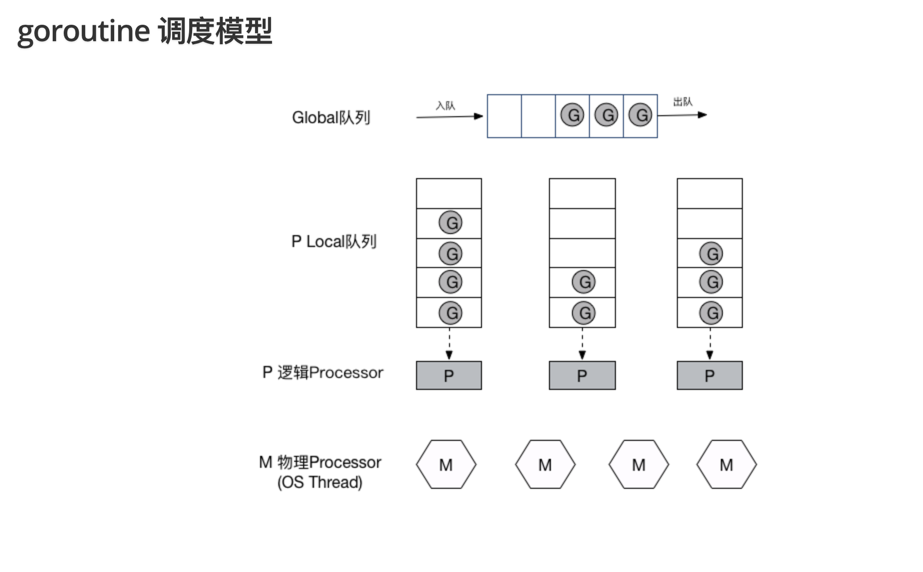 goroutine 调度模型
Global队列
入队
G G G
出队
P Local队列
G
G G
G G G
G G G
P 逻辑Processor
P P P
M 物理Processor
(OS Thread)
M M M M